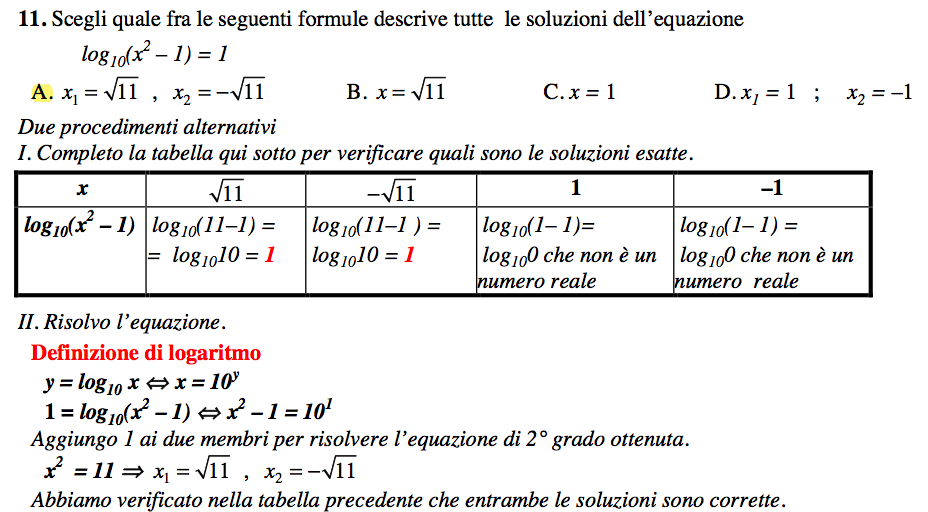 11. Scegli quale fra le seguenti formule descrive tutte le soluzioni dell’equazione
log₁₀(x² – 1) = 1
A. x₁ = √11 , x₂ = –√11 B. x = √11 C. x = 1 D. x₁ = 1 ; x₂ = –1
Due procedimenti alternativi
I. Completo la tabella qui sotto per verificare quali sono le soluzioni esatte.
x √11 –√11 1 –1
log₁₀(x² – 1) log₁₀(11–1) = log₁₀(11–1 ) = log₁₀(1– 1)= log₁₀(1– 1) =
= log₁₀10 = 1 log₁₀10 = 1 log₁₀0 che non è un log₁₀0 che non è un
numero reale numero reale
II. Risolvo l’equazione.
Definizione di logaritmo
y = log₁₀ x ⇔ x = 10ʸ
1 = log₁₀(x² – 1) ⇔ x² – 1 = 10¹
Aggiungo 1 ai due membri per risolvere l’equazione di 2° grado ottenuta.
x² = 11 ⇒ x₁ = √11 , x₂ = –√11
Abbiamo verificato nella tabella precedente che entrambe le soluzioni sono corrette.